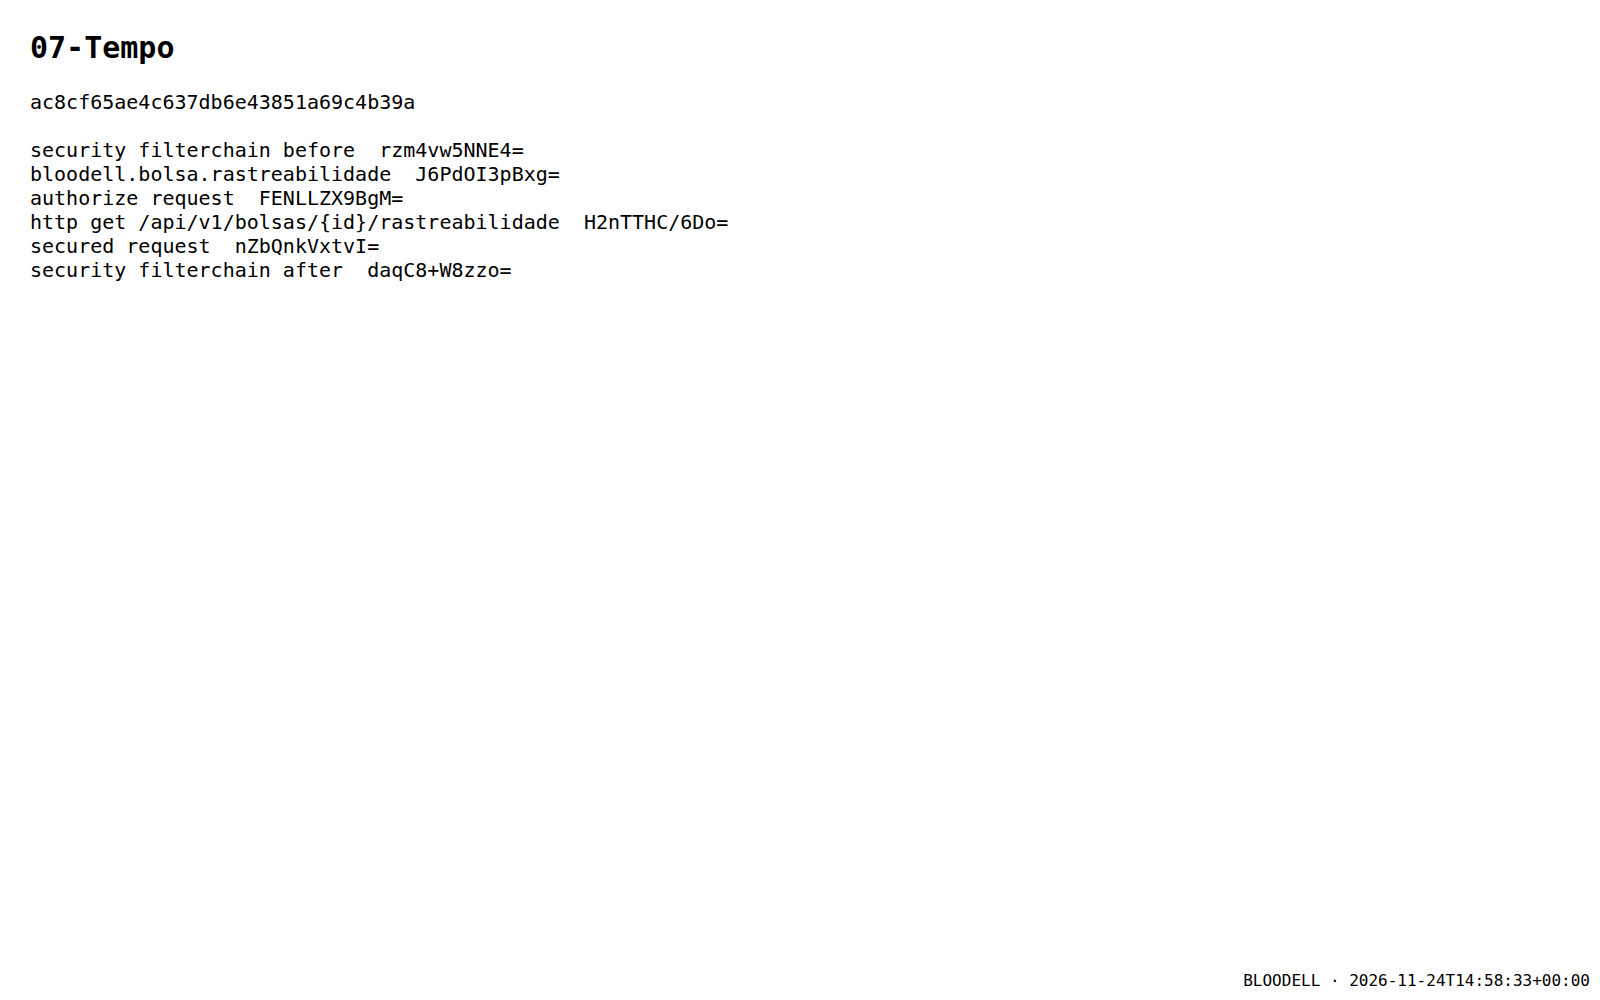 07-Tempo
ac8cf65ae4c637db6e43851a69c4b39a
security filterchain before  rzm4vw5NNE4=
bloodell.bolsa.rastreabilidade  J6PdOI3pBxg=
authorize request  FENLLZX9BgM=
http get /api/v1/bolsas/{id}/rastreabilidade  H2nTTHC/6Do=
secured request  nZbQnkVxtvI=
security filterchain after  daqC8+W8zzo=
BLOODELL · 2026-11-24T14:58:33+00:00